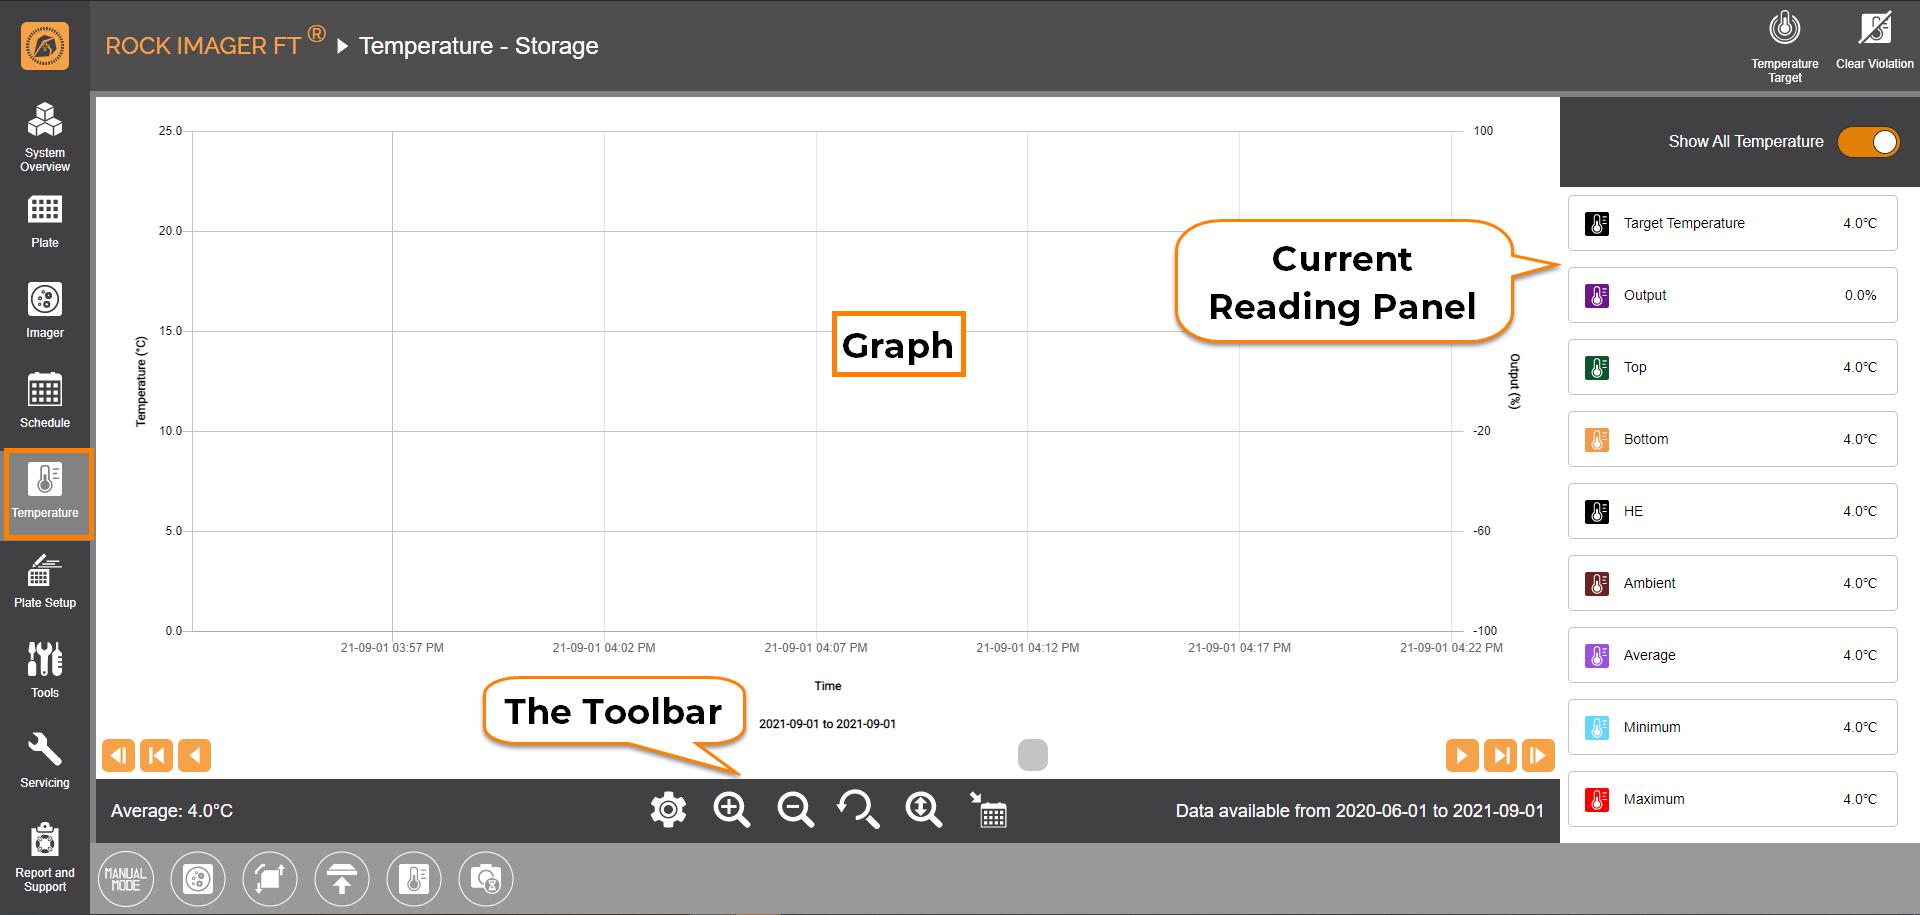 ROCK IMAGER FT ® Temperature - Storage
Temperature
Target
Clear Violation
System
Overview
Plate
Imager
Schedule
Temperature
Plate Setup
Tools
Servicing
Report and
Support
25.0
20.0
15.0
10.0
5.0
0.0
Temperature (°C)
100
-20
-60
-100
Output (%)
Graph
Current
Reading Panel
21-09-01 03:57 PM
21-09-01 04:02 PM
21-09-01 04:07 PM
21-09-01 04:12 PM
21-09-01 04:17 PM
21-09-01 04:22 PM
Time
The Toolbar
2021-09-01 to 2021-09-01
Average: 4.0°C
Data available from 2020-06-01 to 2021-09-01
MANUAL
MODE
Show All Temperature
Target Temperature 4.0°C
Output 0.0%
Top 4.0°C
Bottom 4.0°C
HE 4.0°C
Ambient 4.0°C
Average 4.0°C
Minimum 4.0°C
Maximum 4.0°C